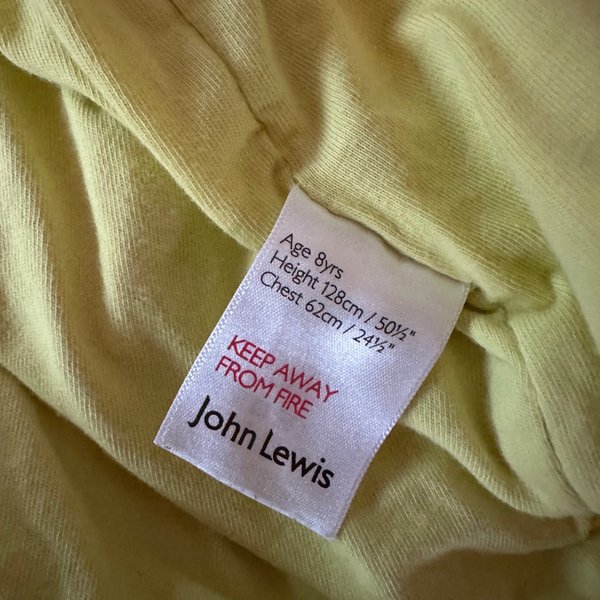 Age 8yrs
Height 128cm / 50½"
Chest 62cm / 24½"
KEEP AWAY
FROM FIRE
John Lewis